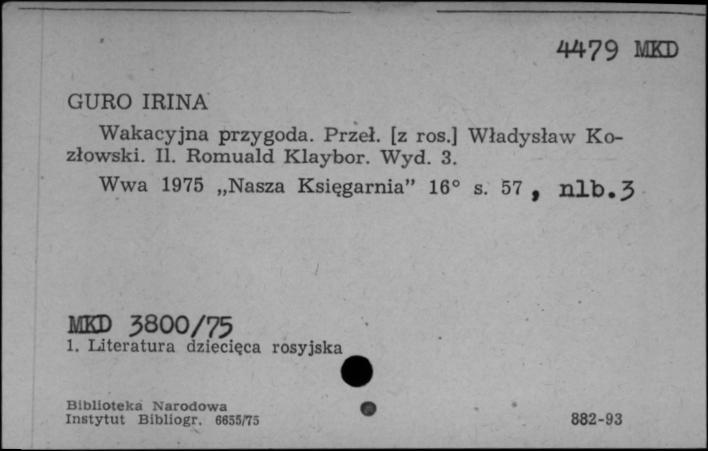 4479 MKD
GURO IRINA
Wakacyjna przygoda. Przeł. [z ros.] Władysław Ko-
złowski. Il. Romuald Klaybor. Wyd. 3.
Wwa 1975 „Nasza Księgarnia” 16° s. 57, nlb.3
MKD 3800/75
1. Literatura dziecięca rosyjska
Biblioteka Narodowa
Instytut Bibliogr. 6655/75
882-93